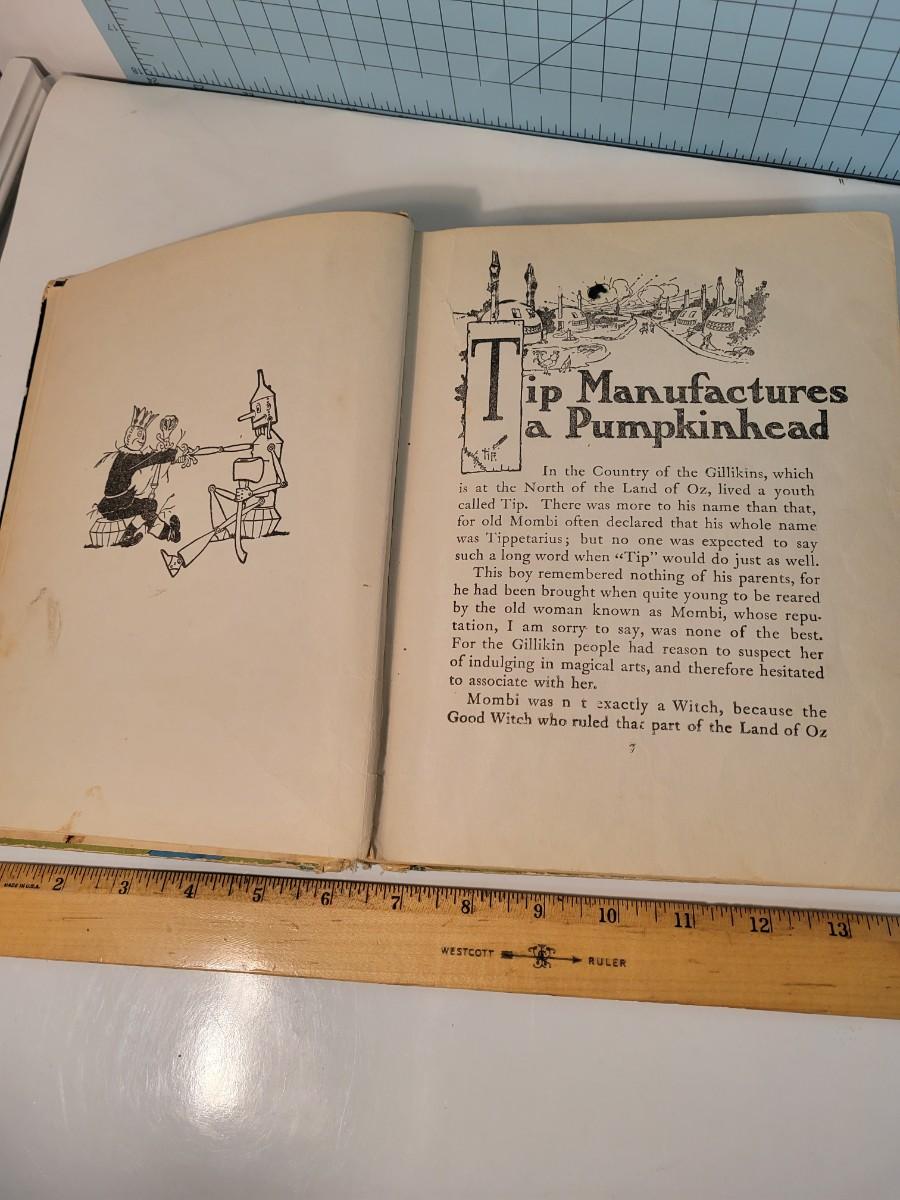 Tip Manufactures
a Pumpkinhead
TIP.
In the Country of the Gillikins, which
is at the North of the Land of Oz, lived a youth
called Tip. There was more to his name than that,
for old Mombi often declared that his whole name
was Tippetarius; but no one was expected to say
such a long word when "Tip" would do just as well.
This boy remembered nothing of his parents, for
he had been brought when quite young to be reared
by the old woman known as Mombi, whose repu-
tation, I am sorry to say, was none of the best.
For the Gillikin people had reason to suspect her
of indulging in magical arts, and therefore hesitated
to associate with her.
Mombi was n t exactly a Witch, because the
Good Witch who ruled that part of the Land of Oz
7
MADE IN U.S.A. 2 3 4 5 6 7 8 9 10 11 12 13
WESTCOTT RULER